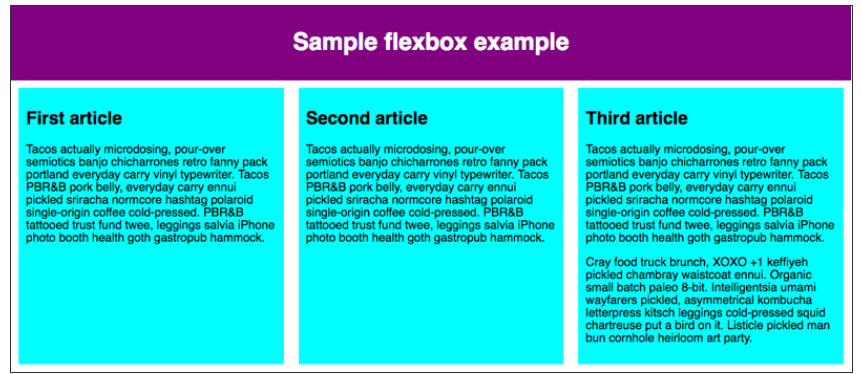 Sample flexbox example
First article
Tacos actually microdosing, pour-over
semiotics banjo chicharrones retro fanny pack
portland everyday carry vinyl typewriter. Tacos
PBR&B pork belly, everyday carry ennui
pickled sriracha normcore hashtag polaroid
single-origin coffee cold-pressed. PBR&B
tattooed trust fund twee, leggings salvia iPhone
photo booth health goth gastropub hammock.
Second article
Tacos actually microdosing, pour-over
semiotics banjo chicharrones retro fanny pack
portland everyday carry vinyl typewriter. Tacos
PBR&B pork belly, everyday carry ennui
pickled sriracha normcore hashtag polaroid
single-origin coffee cold-pressed. PBR&B
tattooed trust fund twee, leggings salvia iPhone
photo booth health goth gastropub hammock.
Third article
Tacos actually microdosing, pour-over
semiotics banjo chicharrones retro fanny pack
portland everyday carry vinyl typewriter. Tacos
PBR&B pork belly, everyday carry ennui
pickled sriracha normcore hashtag polaroid
single-origin coffee cold-pressed. PBR&B
tattooed trust fund twee, leggings salvia iPhone
photo booth health goth gastropub hammock.
Cray food truck brunch, XOXO +1 keffiyeh
pickled chambray waistcoat ennui. Organic
small batch paleo 8-bit. Intelligentsia umami
wayfarers pickled, asymmetrical kombucha
letterpress kitsch leggings cold-pressed squid
chartreuse put a bird on it. Listicle pickled man
bun cornhole heirloom art party.